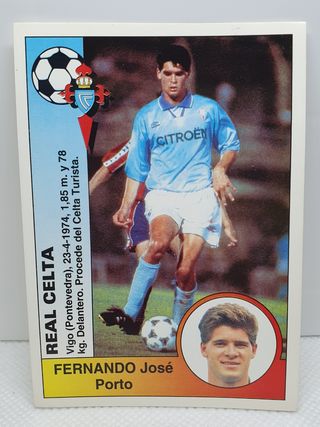 REAL CELTA
Vigo (Pontevedra), 23-4-1974, 1,85 m. y 78
kg. Delantero. Procede del Celta Turista.
CITROËN
FERNANDO José
Porto